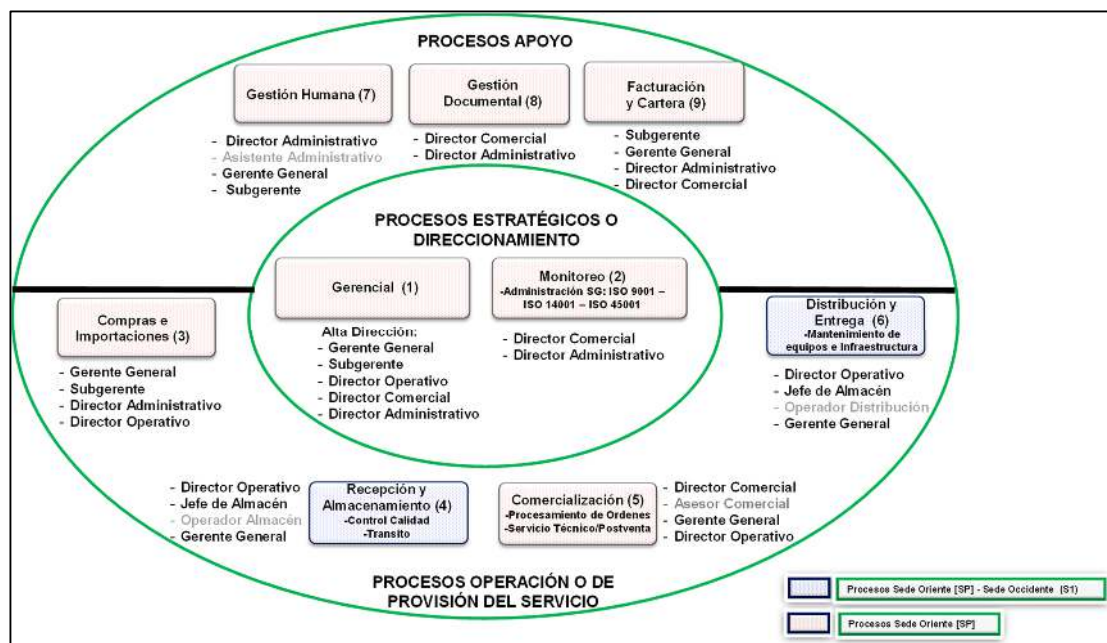 PROCESOS APOYO
Gestión Humana (7)
- Director Administrativo
- Asistente Administrativo
- Gerente General
- Subgerente
Gestión
Documental (8)
- Director Comercial
- Director Administrativo
Facturación
y Cartera (9)
- Subgerente
- Gerente General
- Director Administrativo
- Director Comercial
PROCESOS ESTRATÉGICOS O
DIRECCIONAMIENTO
Gerencial (1)
Alta Dirección:
- Gerente General
- Subgerente
- Director Operativo
- Director Comercial
- Director Administrativo
Monitoreo (2)
-Administración SG: ISO 9001 –
ISO 14001 – ISO 45001
- Director Comercial
- Director Administrativo
Compras e
Importaciones (3)
- Gerente General
- Subgerente
- Director Administrativo
- Director Operativo
Distribución y
Entrega (6)
-Mantenimiento de
equipos e Infraestructura
- Director Operativo
- Jefe de Almacén
- Operador Distribución
- Gerente General
- Director Operativo
- Jefe de Almacén
- Operador Almacén
- Gerente General
Recepción y
Almacenamiento (4)
-Control Calidad
-Transito
Comercialización (5)
-Procesamiento de Ordenes
-Servicio Técnico/Postventa
- Director Comercial
- Asesor Comercial
- Gerente General
- Director Operativo
PROCESOS OPERACIÓN O DE
PROVISIÓN DEL SERVICIO
Procesos Sede Oriente [SP] - Sede Occidente (S1)
Procesos Sede Oriente [SP]